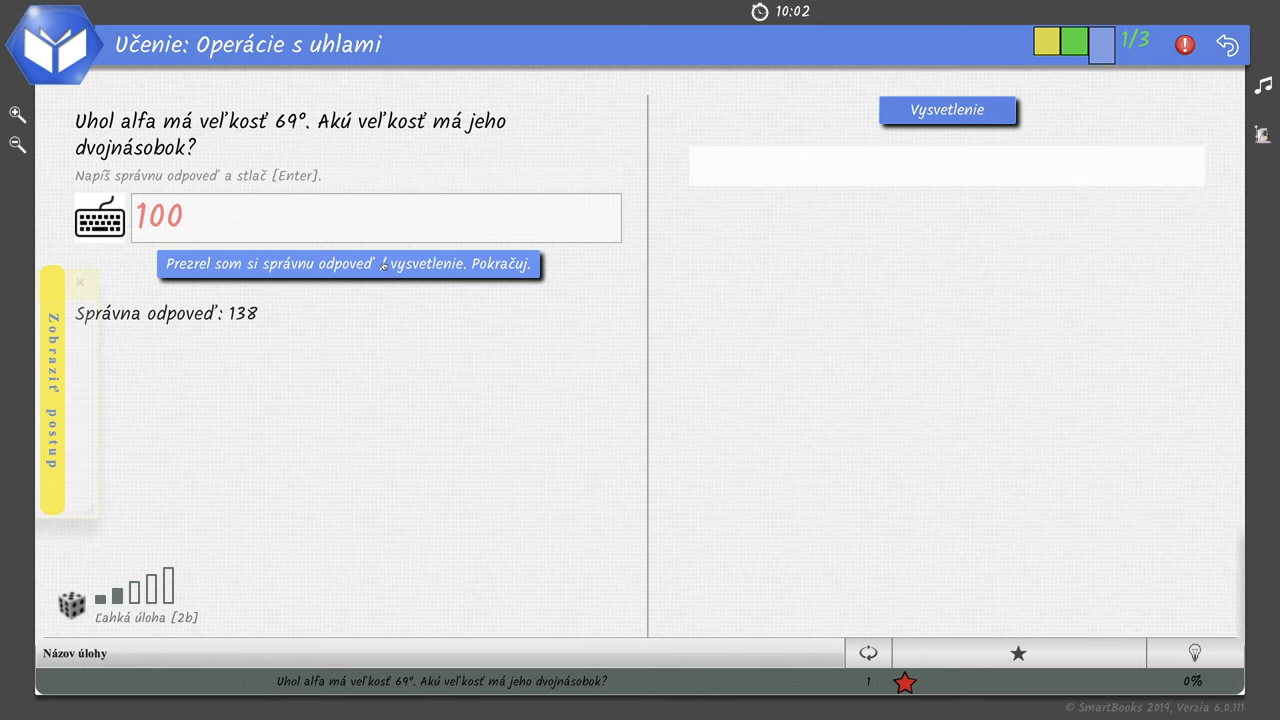 10:02
Učenie: Operácie s uhlami
1/3
Uhol alfa má veľkosť 69°. Akú veľkosť má jeho
dvojnásobok?
Napíš správnu odpoveď a stlač [Enter].
100
Prezrel som si správnu odpoveď vysvetlenie. Pokračuj.
Správna odpoveď: 138
Zobraziť postup
Ľahká úloha [2b]
Vysvetlenie
Názov úlohy
Uhol alfa má veľkosť 69°. Akú veľkosť má jeho dvojnásobok? 1 0%
© SmartBooks 2019, Verzia 6.0.111